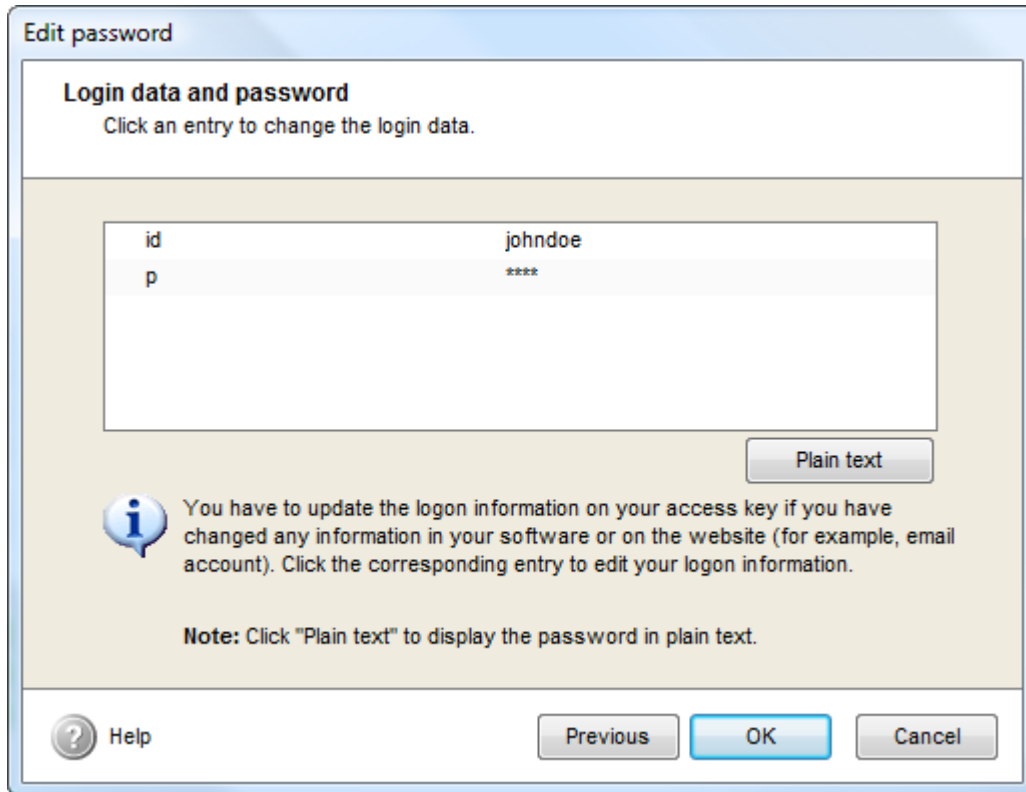 Edit password
Login data and password
Click an entry to change the login data.
id johndoe
p ****
Plain text
You have to update the logon information on your access key if you have
changed any information in your software or on the website (for example, email
account). Click the corresponding entry to edit your logon information.
Note: Click "Plain text" to display the password in plain text.
? Help Previous OK Cancel